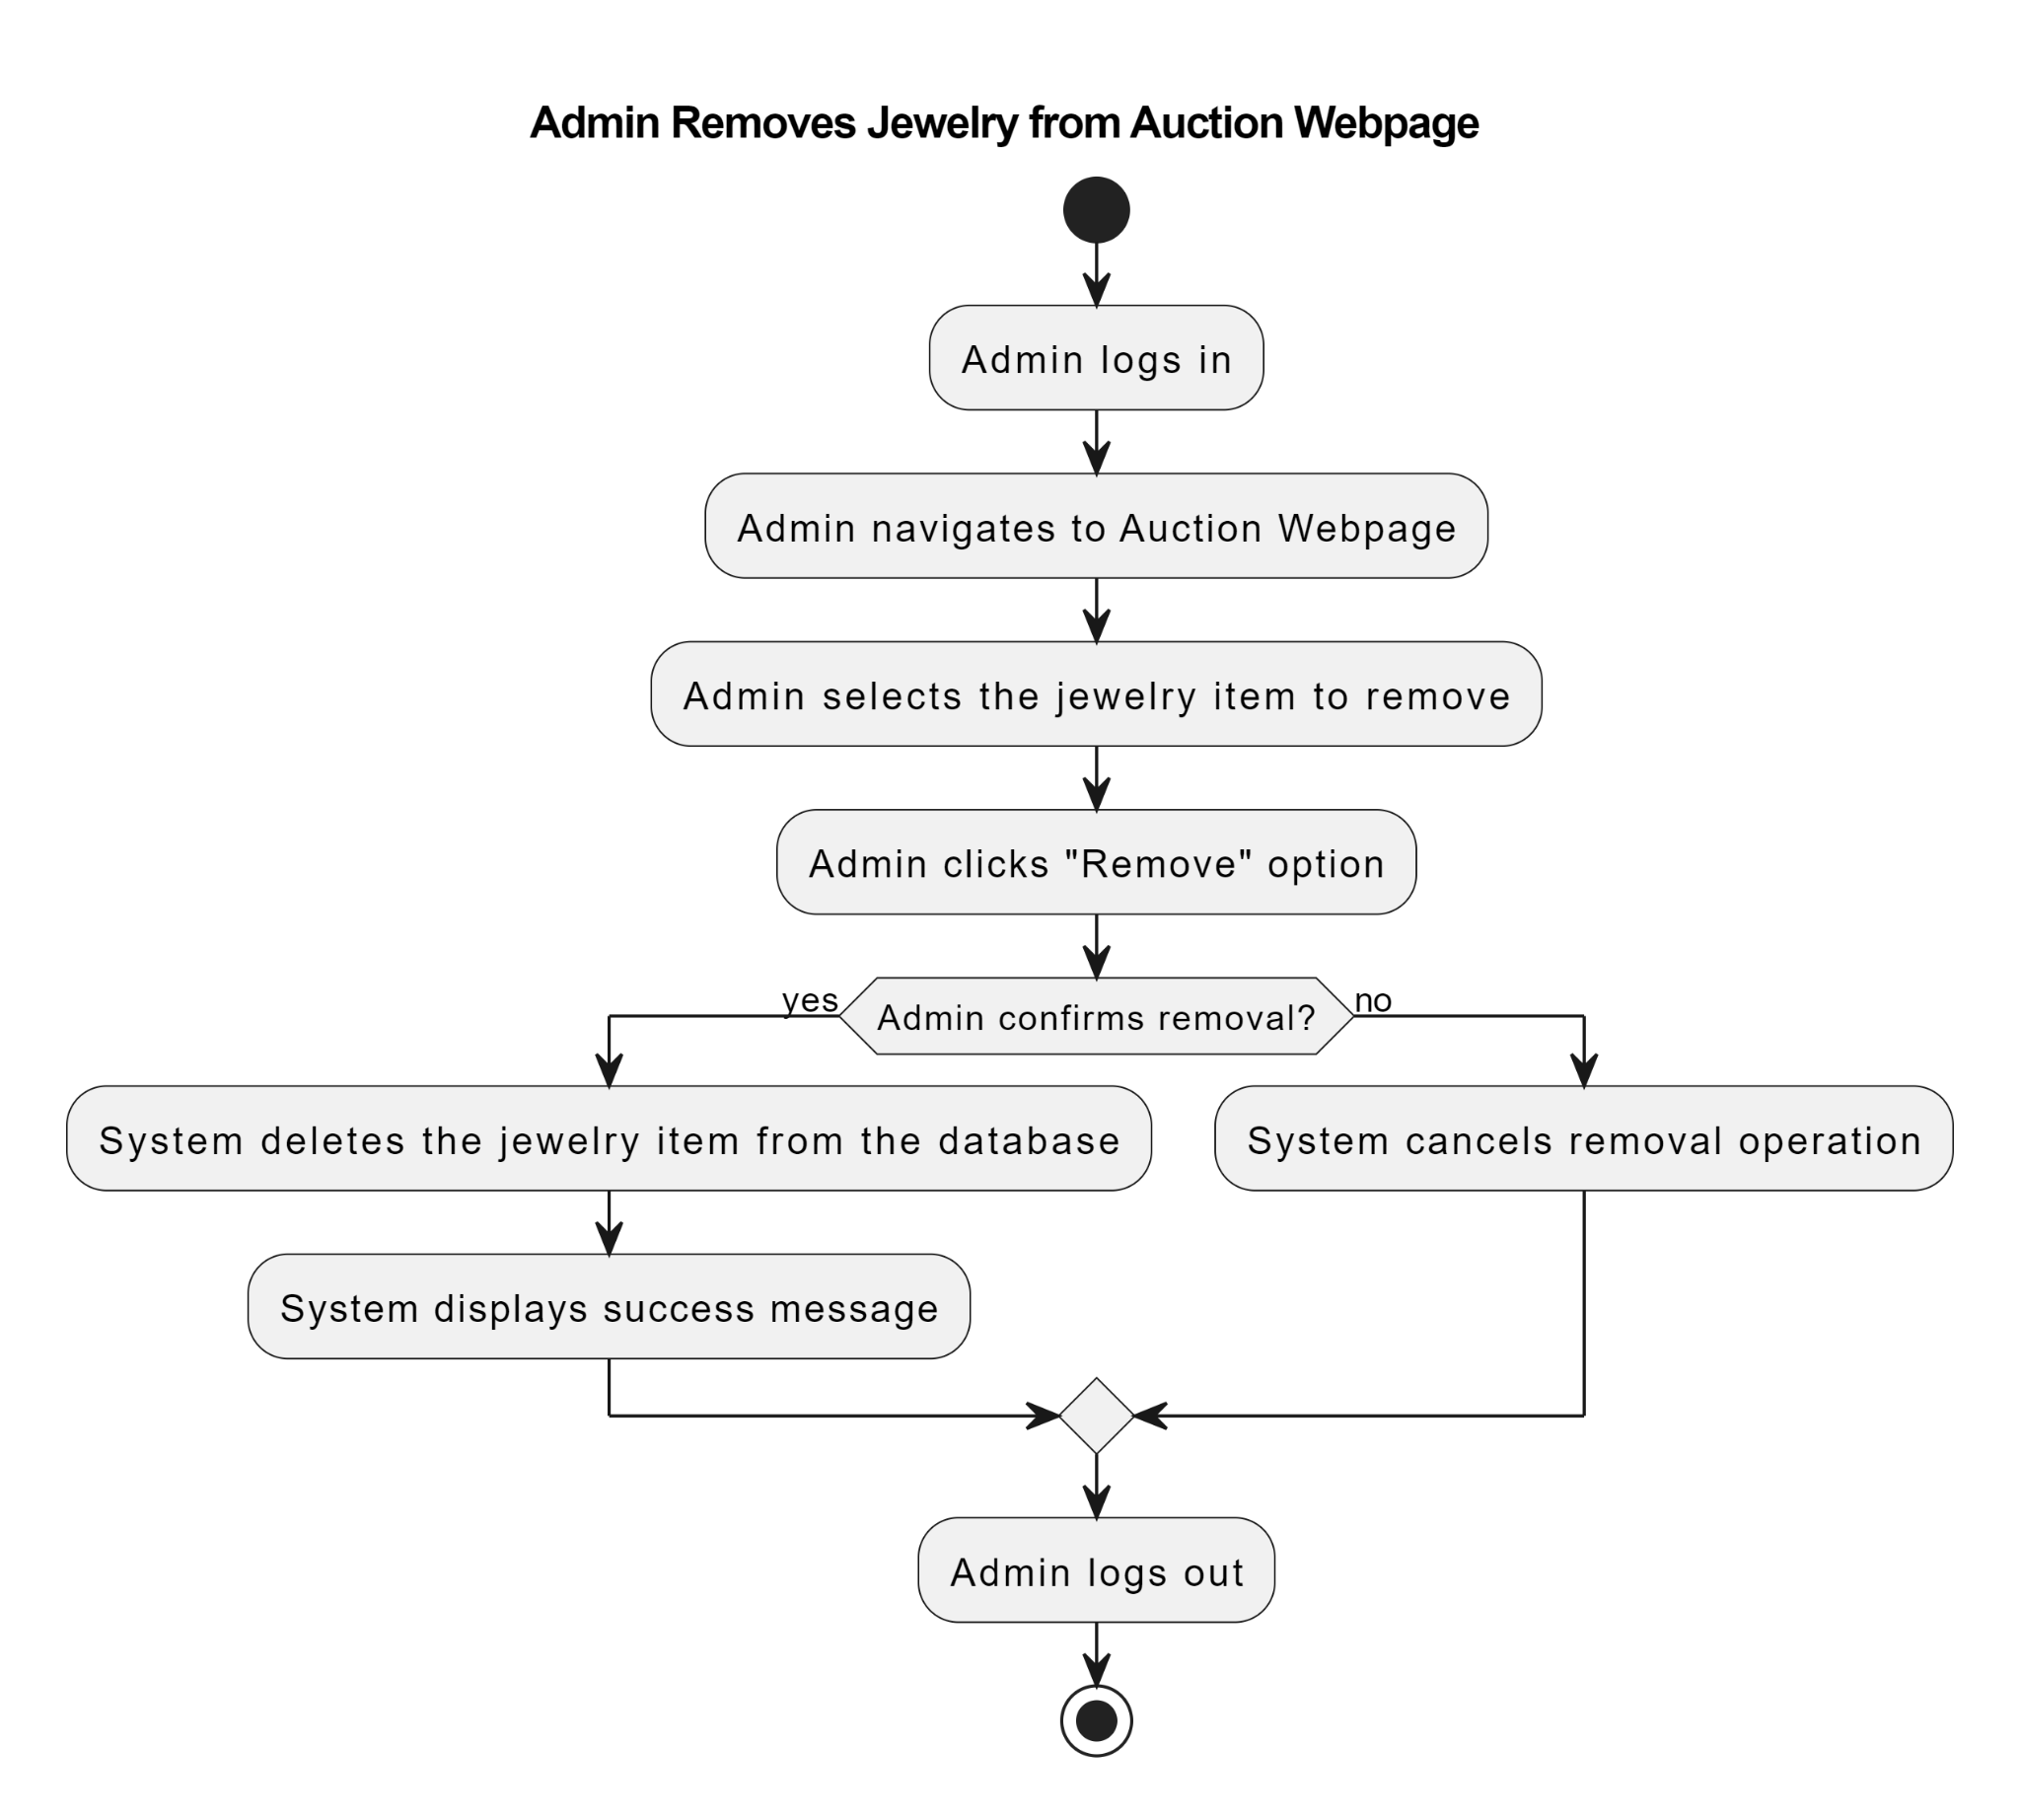 Admin Removes Jewelry from Auction Webpage
Admin logs in
Admin navigates to Auction Webpage
Admin selects the jewelry item to remove
Admin clicks "Remove" option
yes
Admin confirms removal?
no
System deletes the jewelry item from the database
System cancels removal operation
System displays success message
Admin logs out